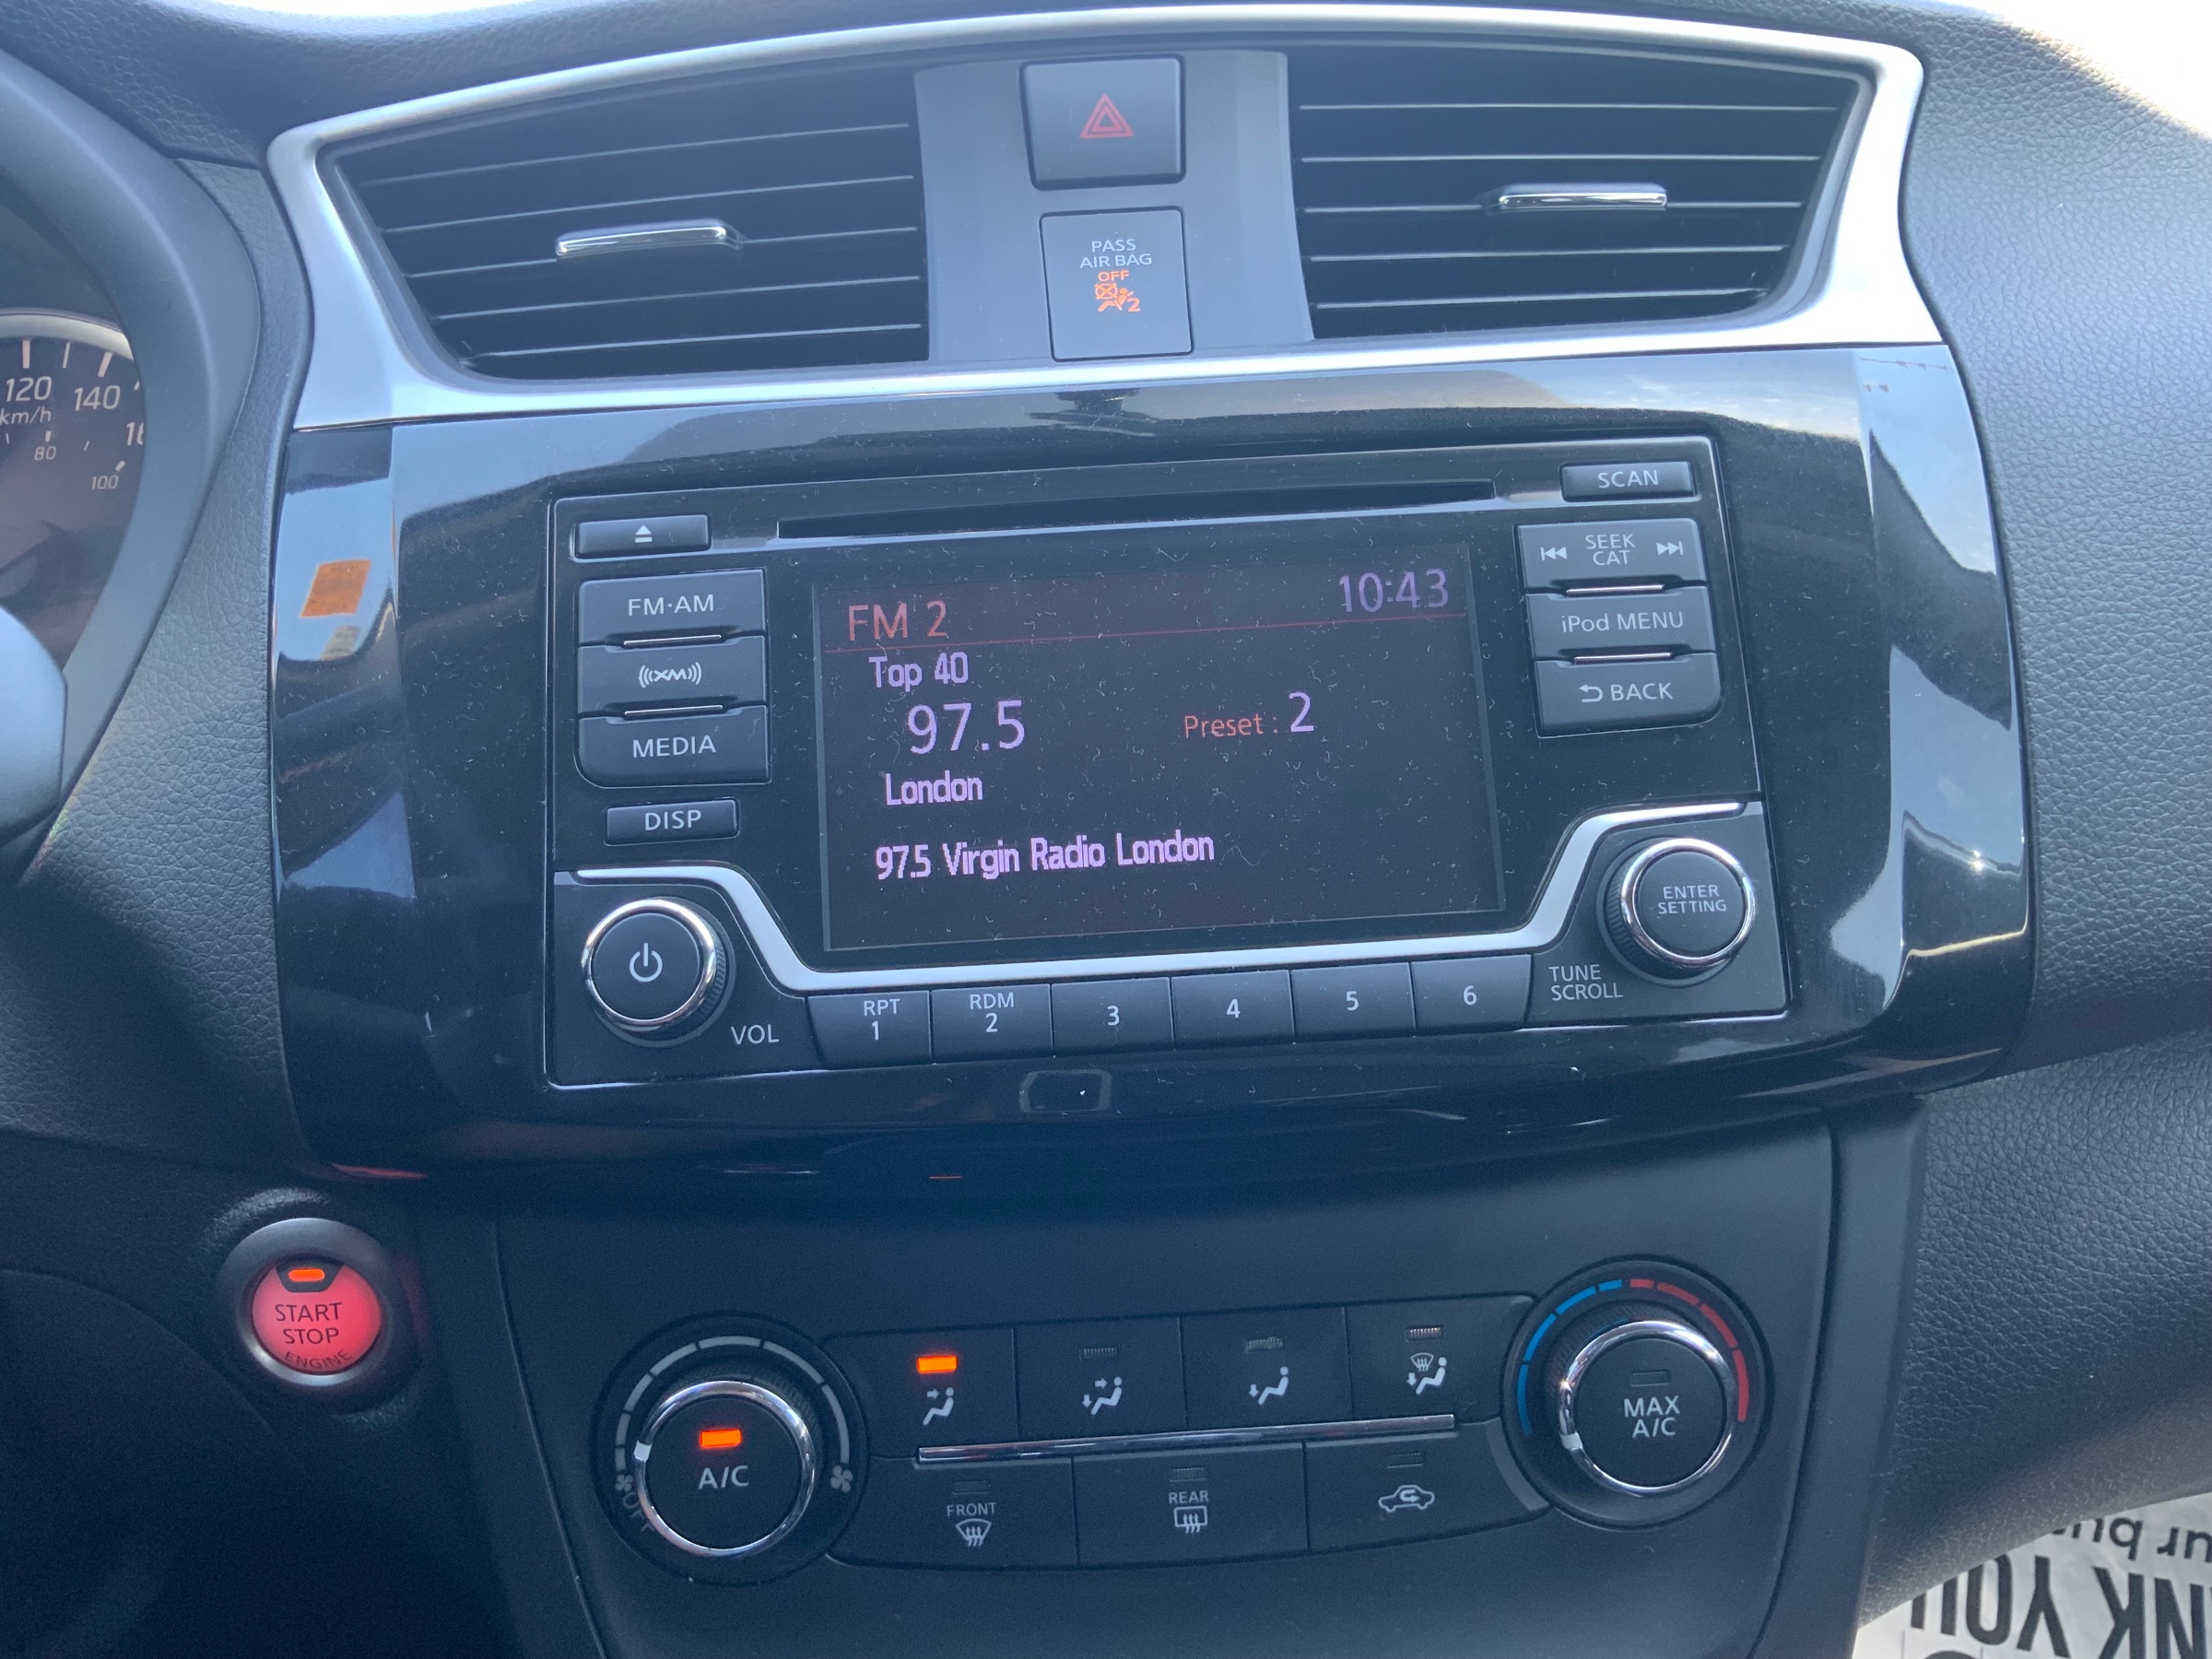 PASS
AIR BAG
OFF
2
120
140
km/h
80
100
SCAN
SEEK
CAT
FM·AM
iPod MENU
XM
BACK
MEDIA
DISP
FM 2
10:43
Top 40
97.5
Preset : 2
London
97.5 Virgin Radio London
ENTER
SETTING
TUNE
SCROLL
VOL
RPT
1
RDM
2
3
4
5
6
START
STOP
ENGINE
A/C
OFF
MAX
A/C
FRONT
REAR
YOU